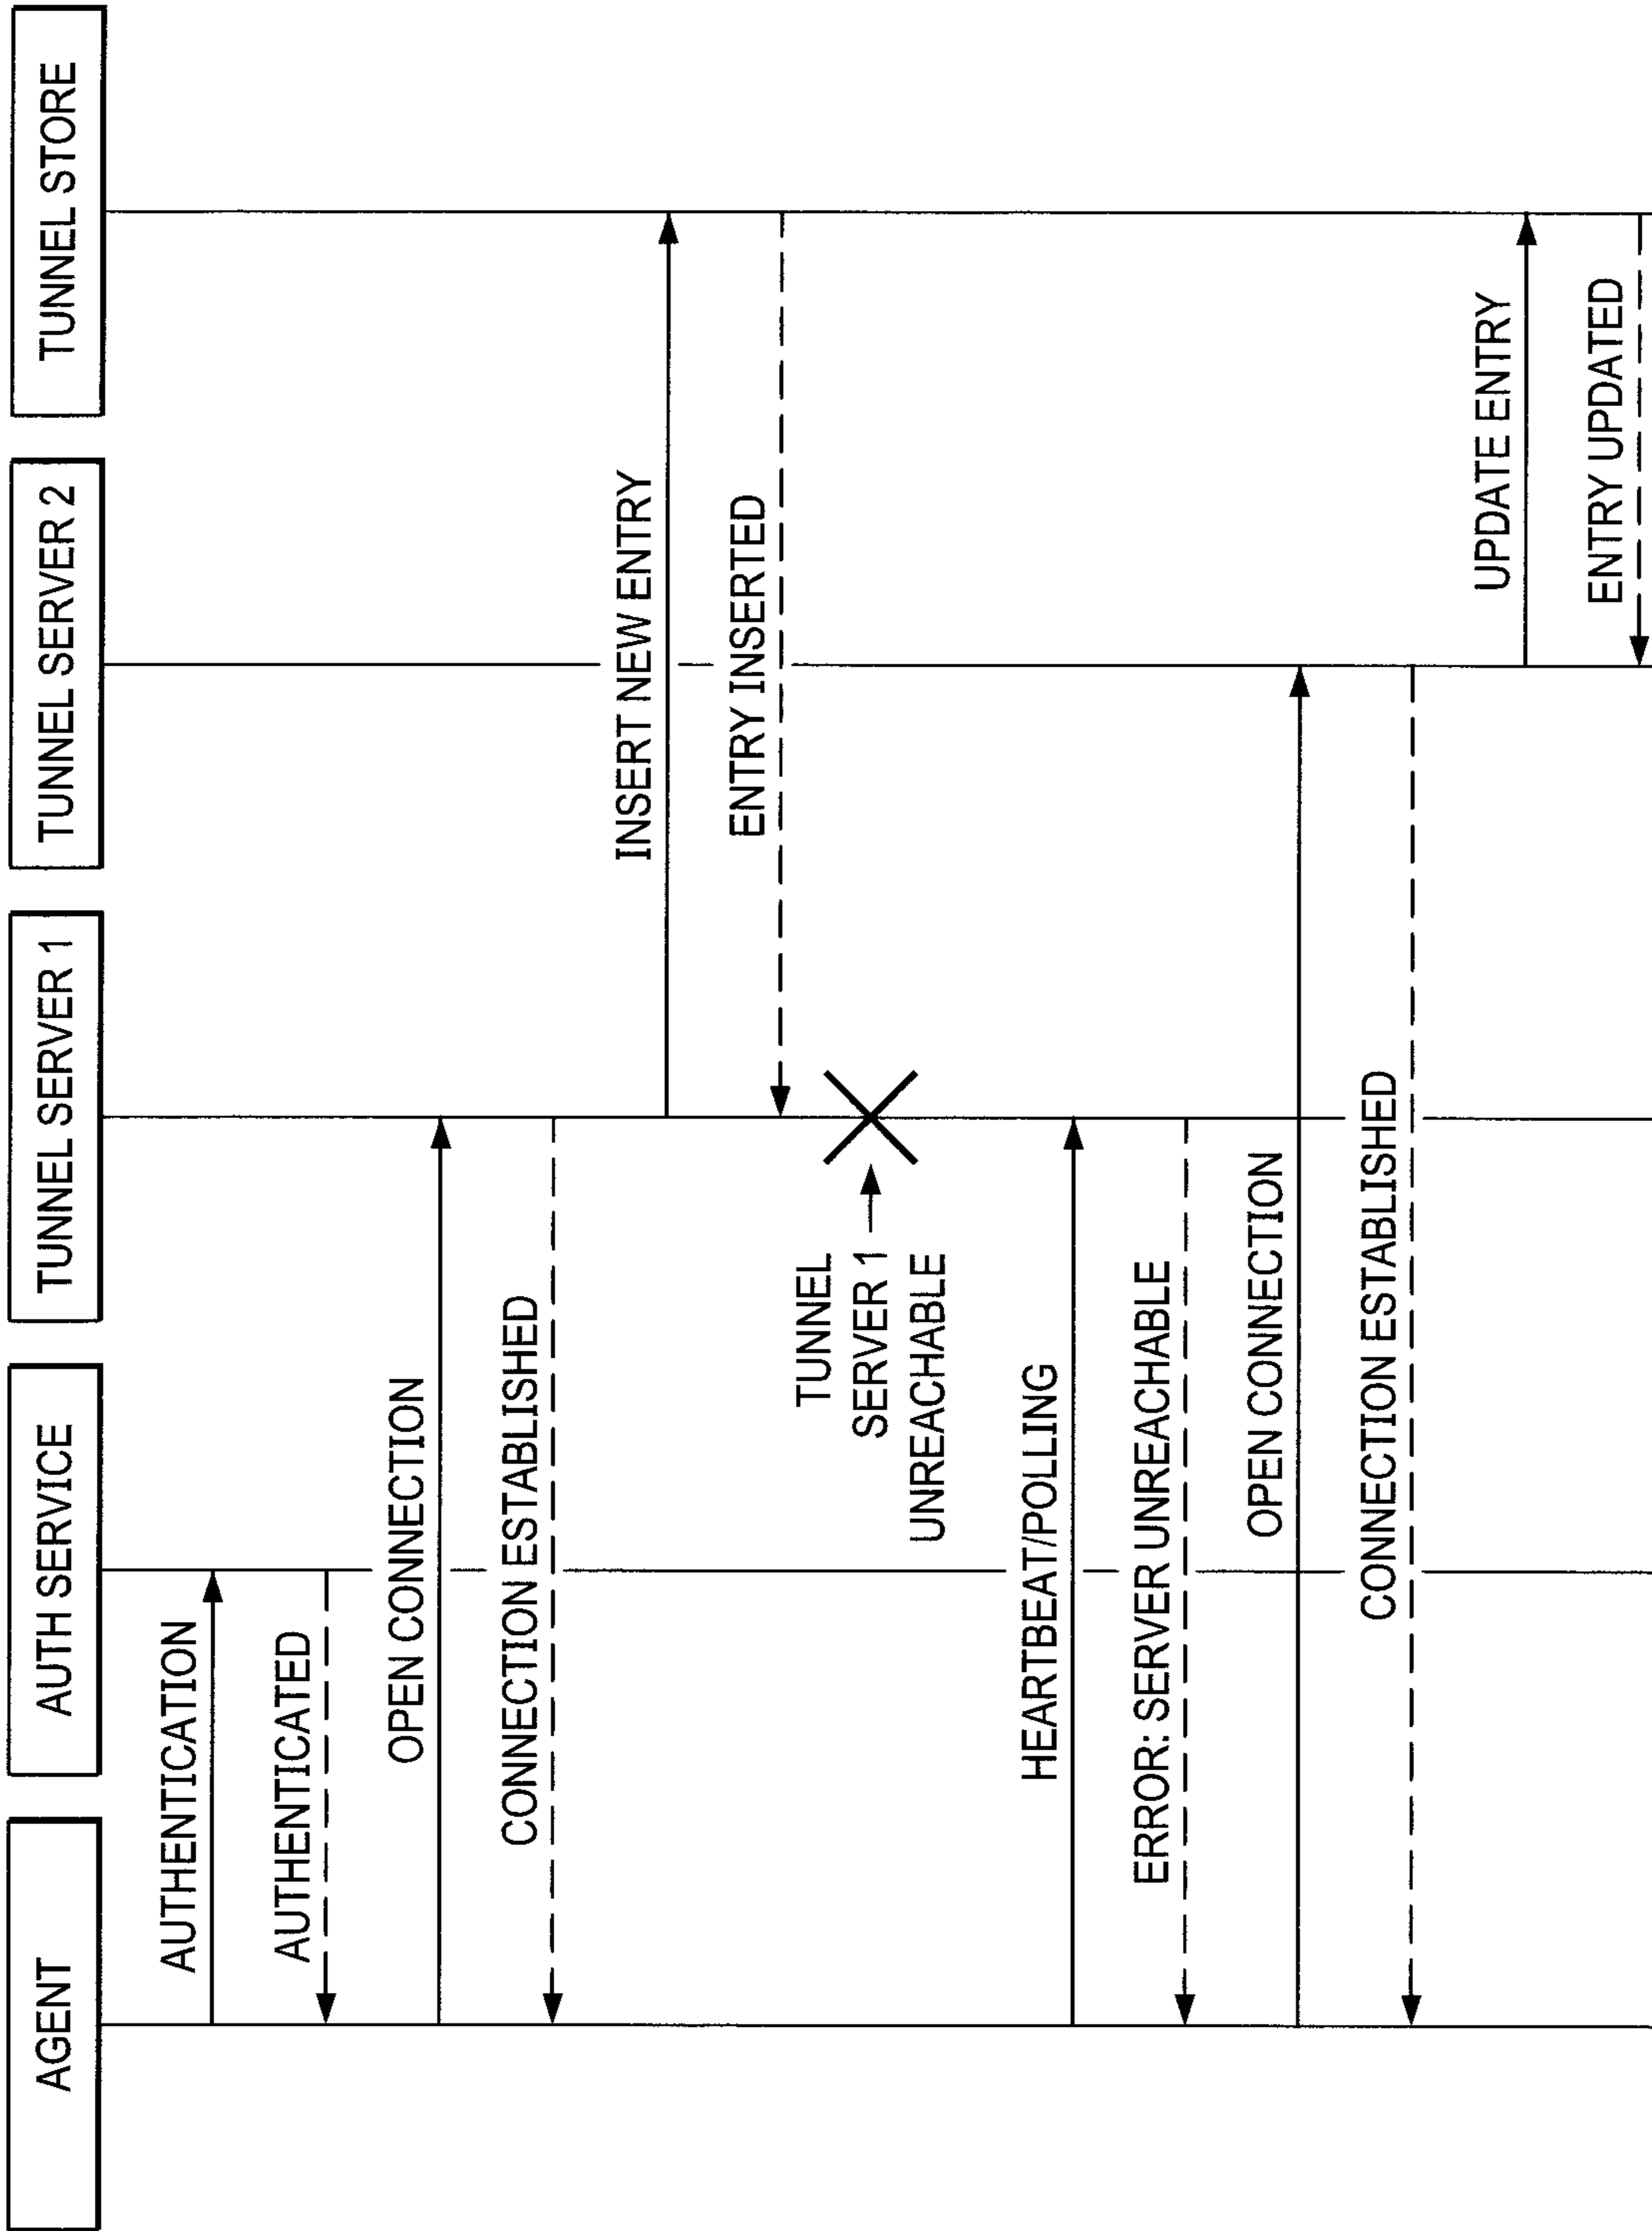 AGENT
AUTH SERVICE
TUNNEL SERVER 1
TUNNEL SERVER 2
TUNNEL STORE
AUTHENTICATION
AUTHENTICATED
OPEN CONNECTION
CONNECTION ESTABLISHED
INSERT NEW ENTRY
ENTRY INSERTED
TUNNEL
SERVER 1
UNREACHABLE
HEARTBEAT/POLLING
ERROR: SERVER UNREACHABLE
OPEN CONNECTION
CONNECTION ESTABLISHED
UPDATE ENTRY
ENTRY UPDATED